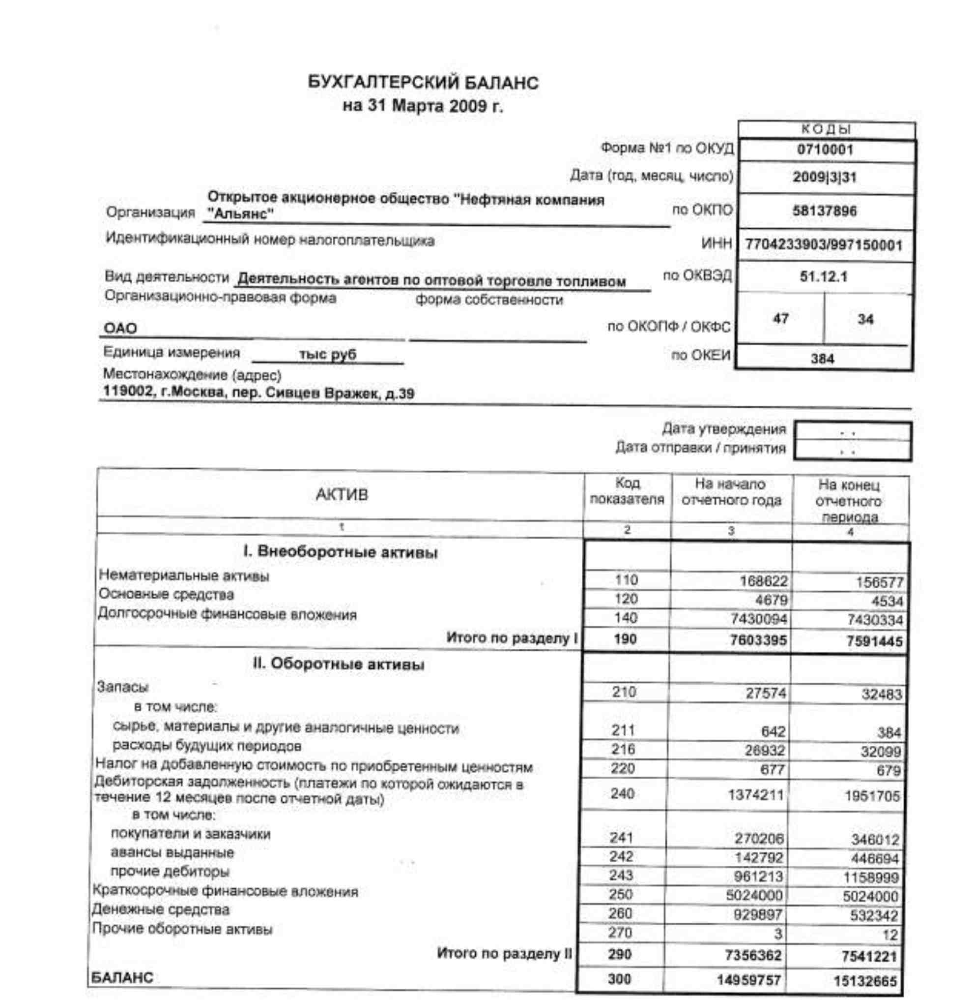 БУХГАЛТЕРСКИЙ БАЛАНС
на 31 Марта 2009 г.
КОДЫ
Форма №1 по ОКУД 0710001
Дата (год, месяц, число) 2009|3|31
Открытое акционерное общество "Нефтяная компания
Организация "Альянс" по ОКПО 58137896
Идентификационный номер налогоплательщика ИНН 7704233903/997150001
Вид деятельности Деятельность агентов по оптовой торговле топливом по ОКВЭД 51.12.1
Организационно-правовая форма форма собственности
ОАО по ОКОПФ / ОКФС 47 34
Единица измерения тыс руб по ОКЕИ 384
Местонахождение (адрес)
119002, г.Москва, пер. Сивцев Вражек, д.39
Дата утверждения . .
Дата отправки / принятия . .
АКТИВ Код показателя На начало отчетного года На конец отчетного периода
1 2 3 4
I. Внеоборотные активы
Нематериальные активы 110 168622 156577
Основные средства 120 4679 4534
Долгосрочные финансовые вложения 140 7430094 7430334
Итого по разделу I 190 7603395 7591445
II. Оборотные активы
Запасы 210 27574 32483
в том числе:
сырье, материалы и другие аналогичные ценности 211 642 384
расходы будущих периодов 216 26932 32099
Налог на добавленную стоимость по приобретенным ценностям 220 677 679
Дебиторская задолженность (платежи по которой ожидаются в
течение 12 месяцев после отчетной даты) 240 1374211 1951705
в том числе:
покупатели и заказчики 241 270206 346012
авансы выданные 242 142792 446694
прочие дебиторы 243 961213 1158999
Краткосрочные финансовые вложения 250 5024000 5024000
Денежные средства 260 929897 532342
Прочие оборотные активы 270 3 12
Итого по разделу II 290 7356362 7541221
БАЛАНС 300 14959757 15132665